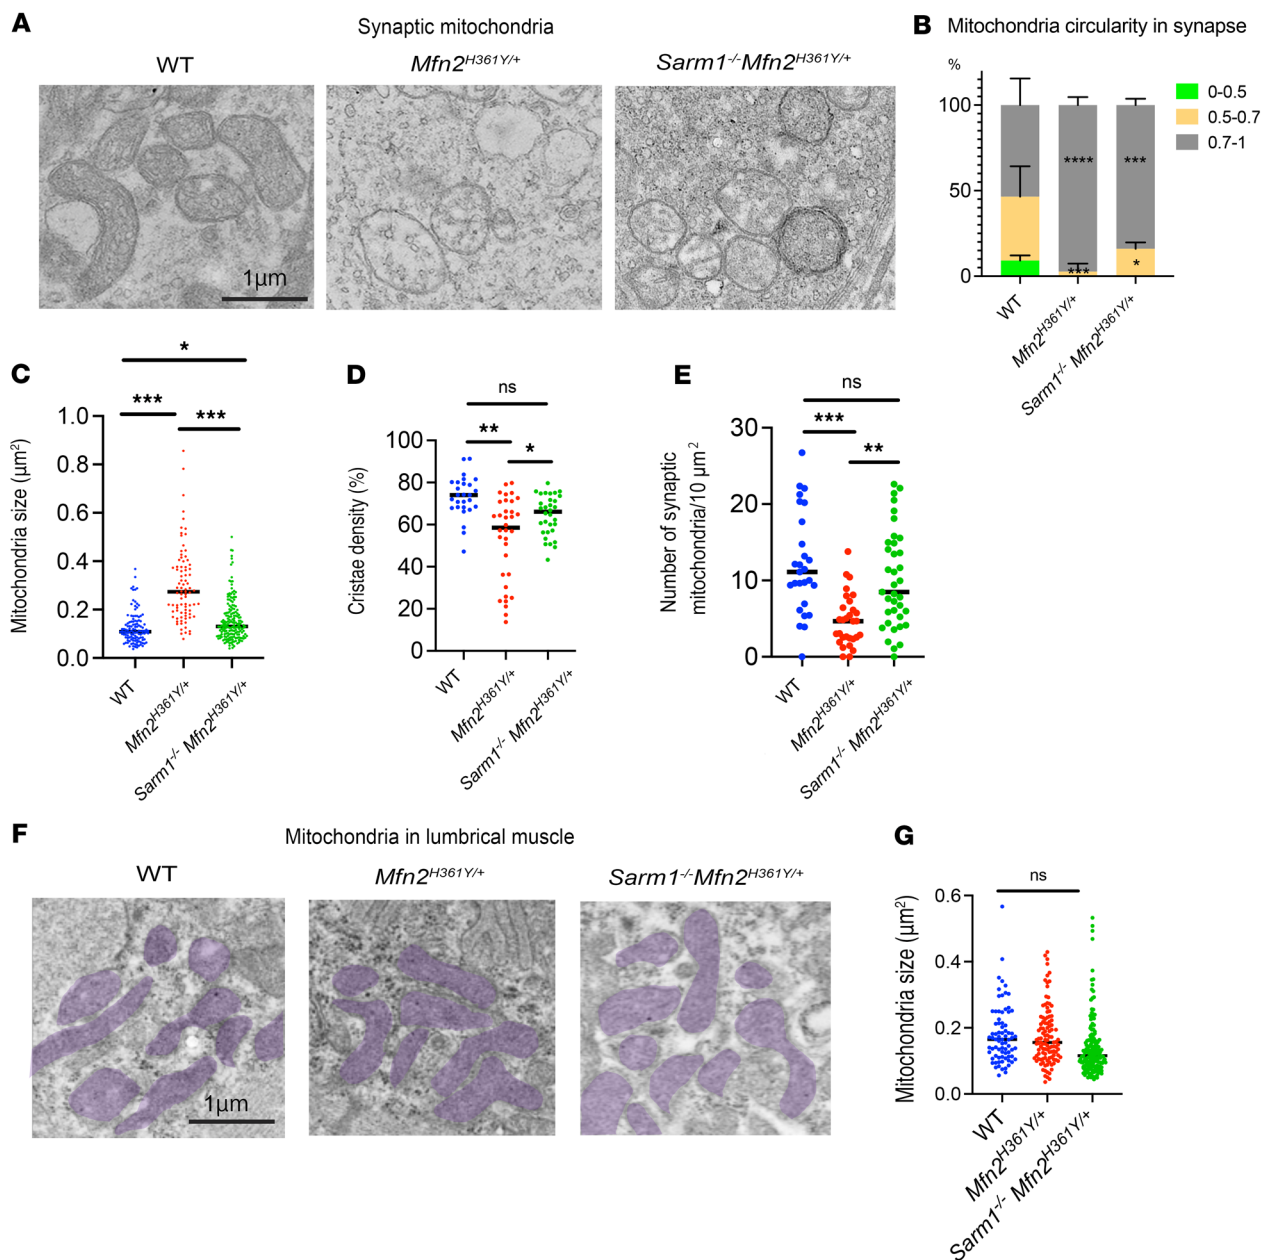 A
Synaptic mitochondria
WT
Mfn2H361Y/+
Sarm1-/-Mfn2H361Y/+
1μm
B
Mitochondria circularity in synapse
%
100
50
0
****
***
***
*
0-0.5
0.5-0.7
0.7-1
WT
Mfn2H361Y/+
Sarm1-/- Mfn2H361Y/+
C
*
***
***
Mitochondria size (μm2)
1.0
0.8
0.6
0.4
0.2
0.0
WT
Mfn2H361Y/+
Sarm1-/- Mfn2H361Y/+
D
ns
**
*
Cristae density (%)
100
80
60
40
20
0
WT
Mfn2H361Y/+
Sarm1-/- Mfn2H361Y/+
E
ns
***
**
Number of synaptic
mitochondria/10 μm2
30
20
10
0
WT
Mfn2H361Y/+
Sarm1-/- Mfn2H361Y/+
F
Mitochondria in lumbrical muscle
WT
Mfn2H361Y/+
Sarm1-/-Mfn2H361Y/+
1μm
G
ns
Mitochondria size (μm2)
0.6
0.4
0.2
0.0
WT
Mfn2H361Y/+
Sarm1-/- Mfn2H361Y/+